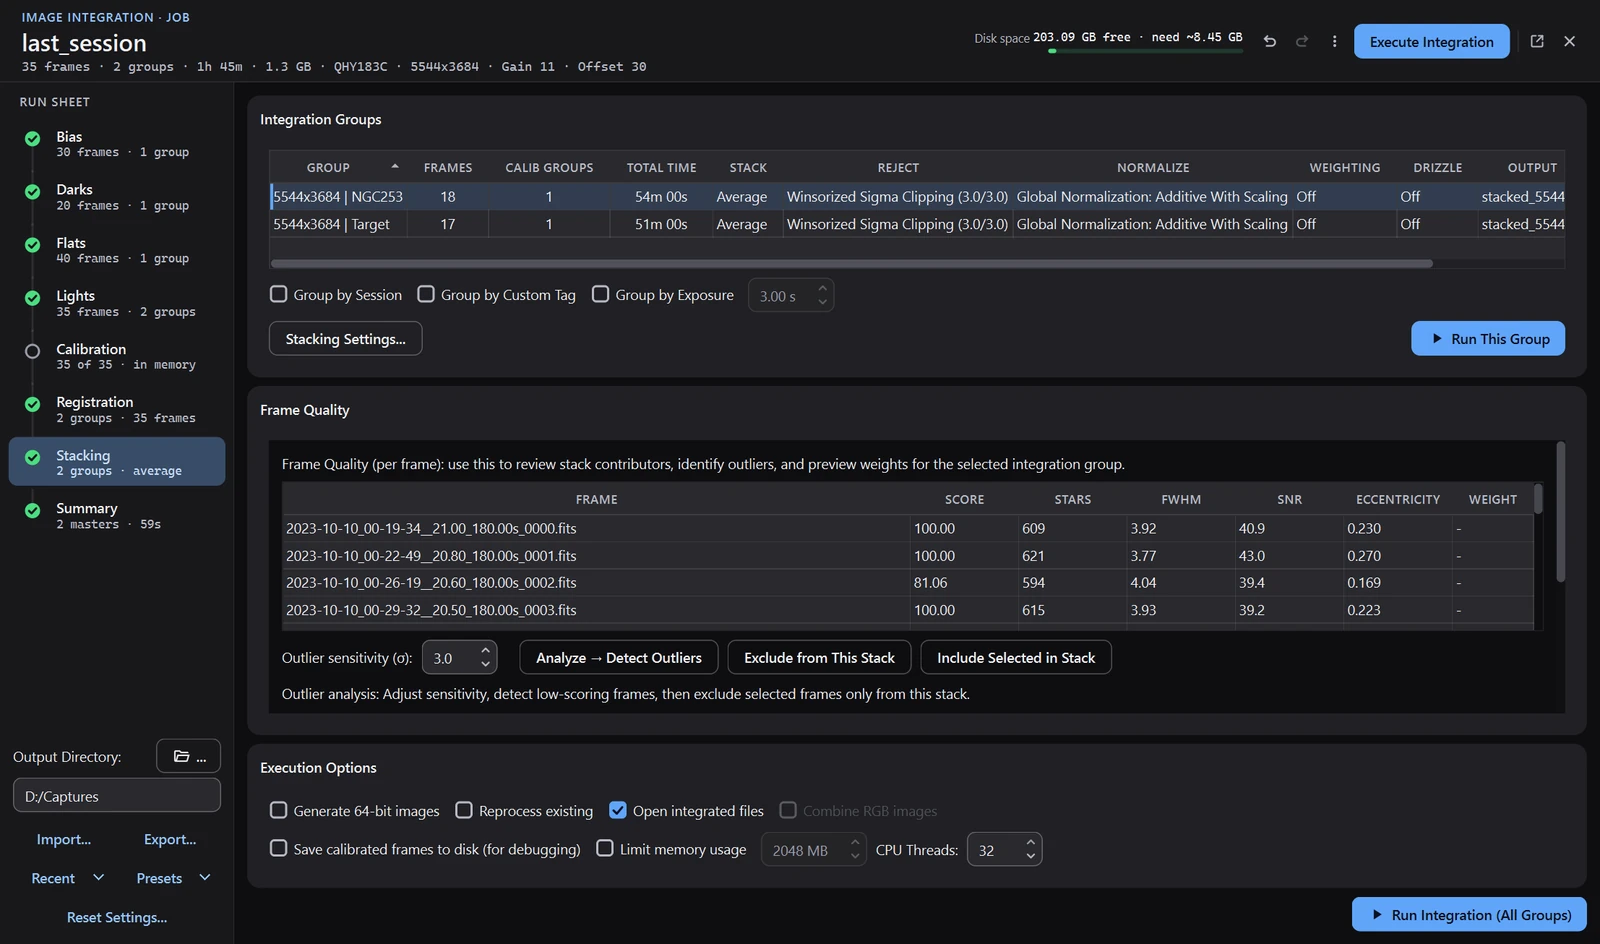 IMAGE INTEGRATION · JOB
last_session
35 frames · 2 groups · 1h 45m · 1.3 GB · QHY183C · 5544x3684 · Gain 11 · Offset 30
Disk space 203.09 GB free · need ~8.45 GB
Execute Integration
RUN SHEET
Bias
30 frames · 1 group
Darks
20 frames · 1 group
Flats
40 frames · 1 group
Lights
35 frames · 2 groups
Calibration
35 of 35 · in memory
Registration
2 groups · 35 frames
Stacking
2 groups · average
Summary
2 masters · 59s
Output Directory:
...
D:/Captures
Import... Export...
Recent Presets
Reset Settings...
Integration Groups
GROUP FRAMES CALIB GROUPS TOTAL TIME STACK REJECT NORMALIZE WEIGHTING DRIZZLE OUTPUT
5544x3684 | NGC253 18 1 54m 00s Average Winsorized Sigma Clipping (3.0/3.0) Global Normalization: Additive With Scaling Off Off stacked_5544
5544x3684 | Target 17 1 51m 00s Average Winsorized Sigma Clipping (3.0/3.0) Global Normalization: Additive With Scaling Off Off stacked_5544
Group by Session Group by Custom Tag Group by Exposure 3.00 s
Stacking Settings... Run This Group
Frame Quality
Frame Quality (per frame): use this to review stack contributors, identify outliers, and preview weights for the selected integration group.
FRAME SCORE STARS FWHM SNR ECCENTRICITY WEIGHT
2023-10-10_00-19-34__21.00_180.00s_0000.fits 100.00 609 3.92 40.9 0.230 -
2023-10-10_00-22-49__20.80_180.00s_0001.fits 100.00 621 3.77 43.0 0.270 -
2023-10-10_00-26-19__20.60_180.00s_0002.fits 81.06 594 4.04 39.4 0.169 -
2023-10-10_00-29-32__20.50_180.00s_0003.fits 100.00 615 3.93 39.2 0.223 -
Outlier sensitivity (σ): 3.0 Analyze → Detect Outliers Exclude from This Stack Include Selected in Stack
Outlier analysis: Adjust sensitivity, detect low-scoring frames, then exclude selected frames only from this stack.
Execution Options
Generate 64-bit images Reprocess existing Open integrated files Combine RGB images
Save calibrated frames to disk (for debugging) Limit memory usage 2048 MB CPU Threads: 32
Run Integration (All Groups)